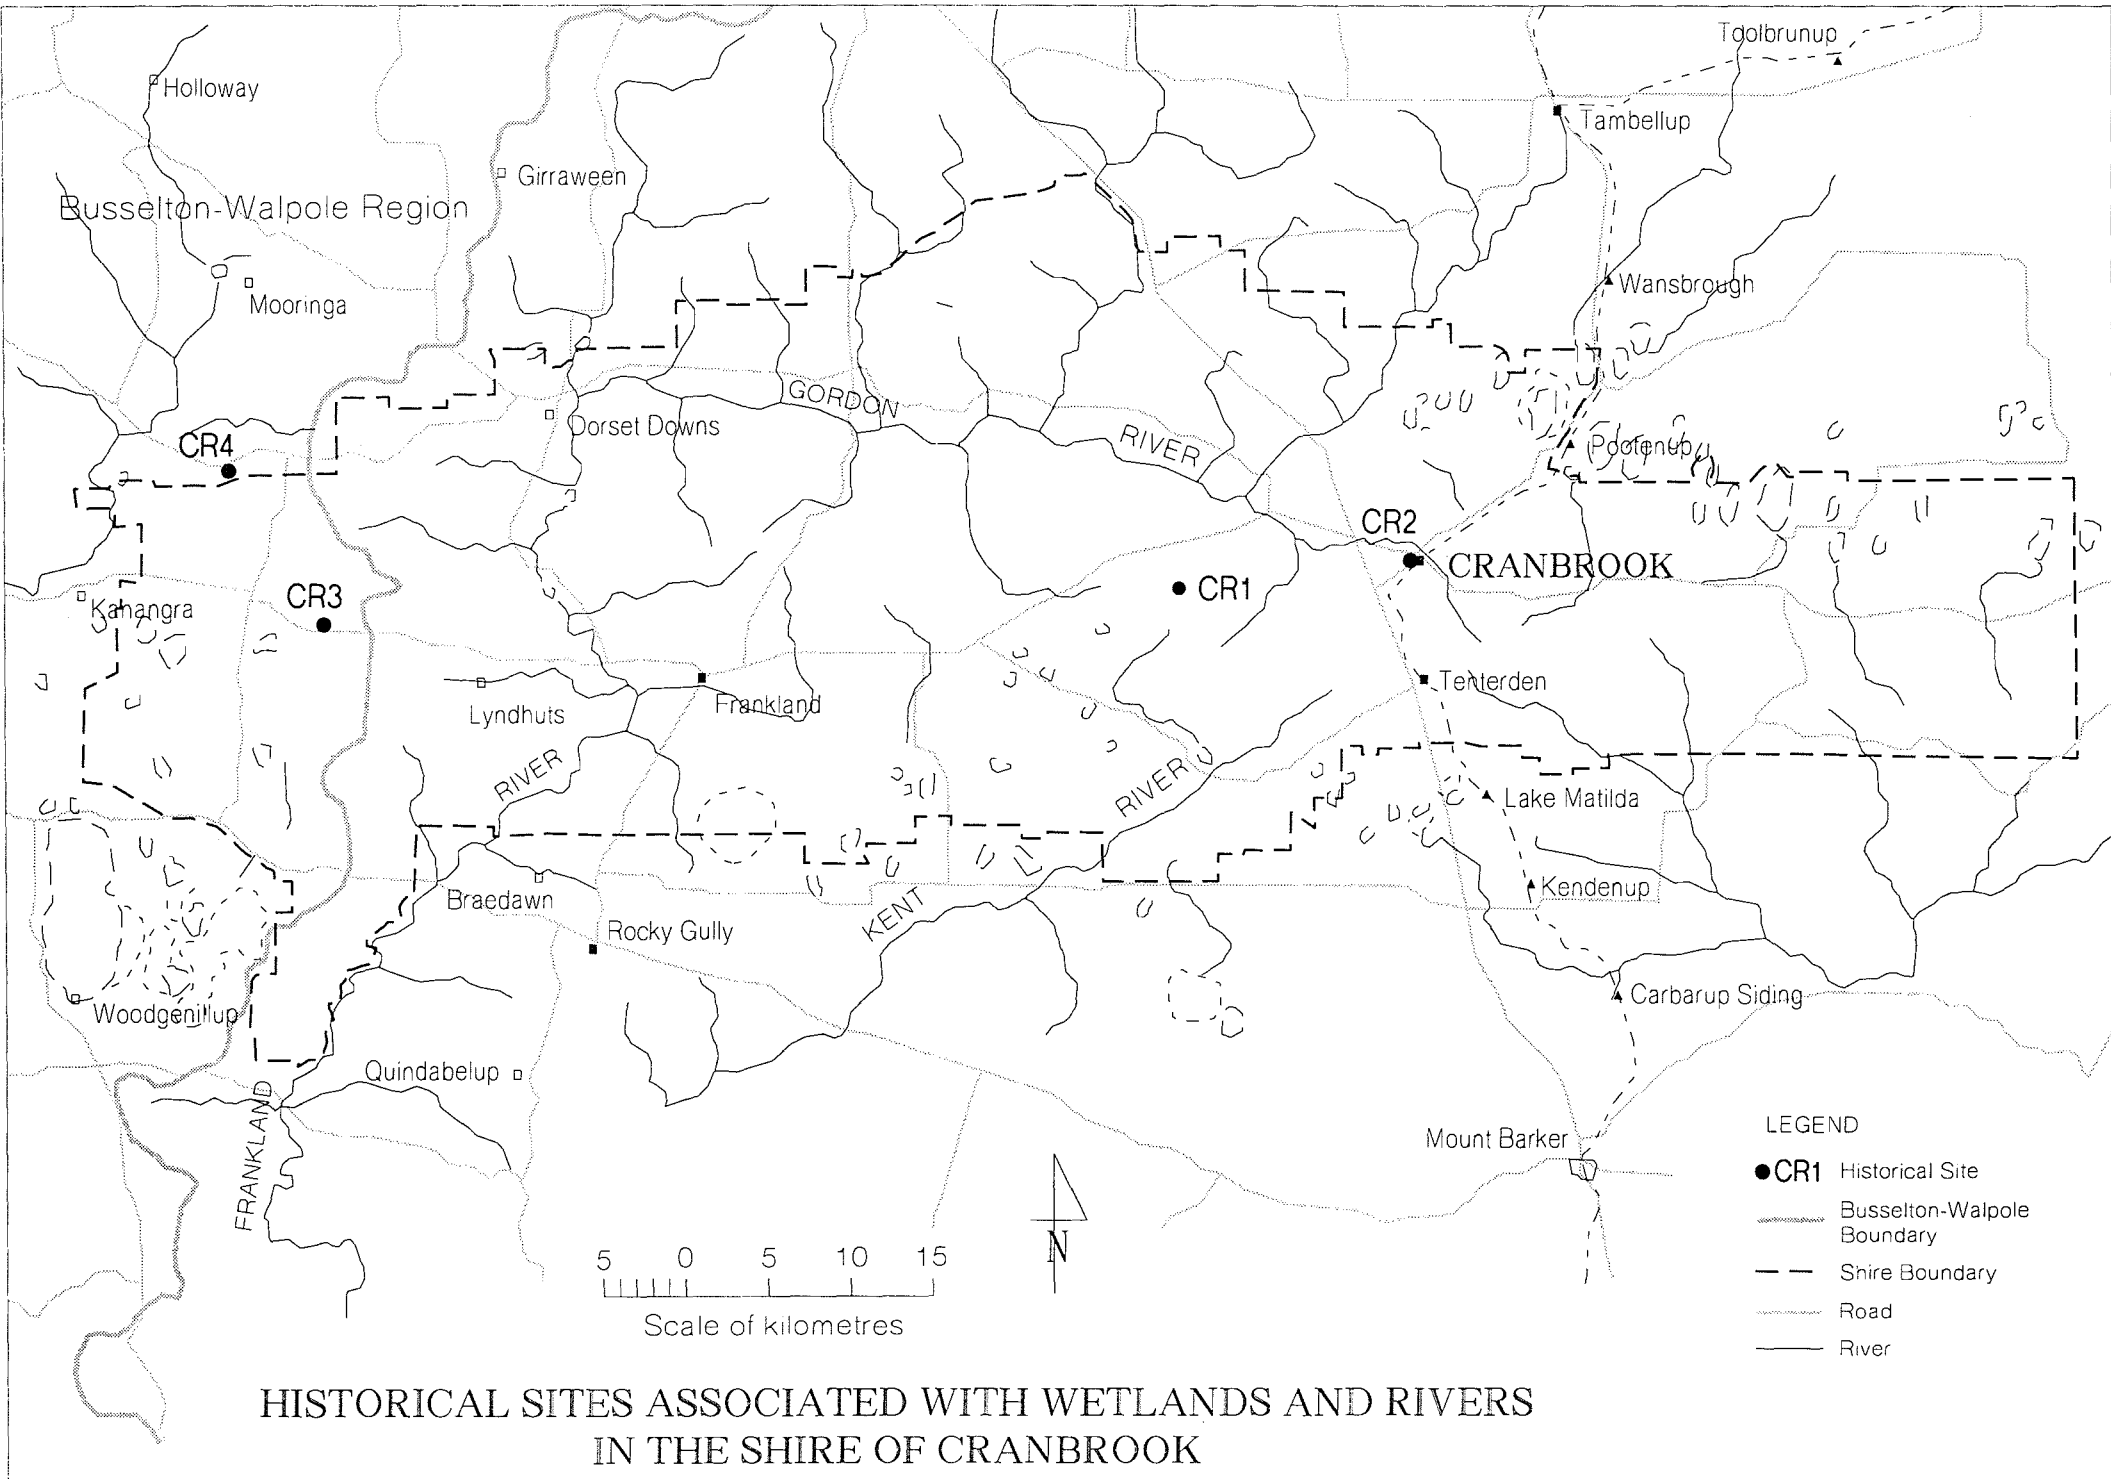 Toolbrunup
Holloway
Tambellup
Girraween
Busselton-Walpole Region
Wansbrough
Mooringa
GORDON
Dorset Downs
RIVER
CR4
Pootenup
CR2
CRANBROOK
CR1
Kahangra
CR3
Tenterden
Frankland
Lyndhuts
RIVER
RIVER
Lake Matilda
Kendenup
Braedawn
KENT
Rocky Gully
Carbarup Siding
Woodgenillup
Quindabelup
FRANKLAND
Mount Barker
LEGEND
CR1 Historical Site
Busselton-Walpole
Boundary
Shire Boundary
Road
River
N
5 0 5 10 15
Scale of kilometres
HISTORICAL SITES ASSOCIATED WITH WETLANDS AND RIVERS
IN THE SHIRE OF CRANBROOK